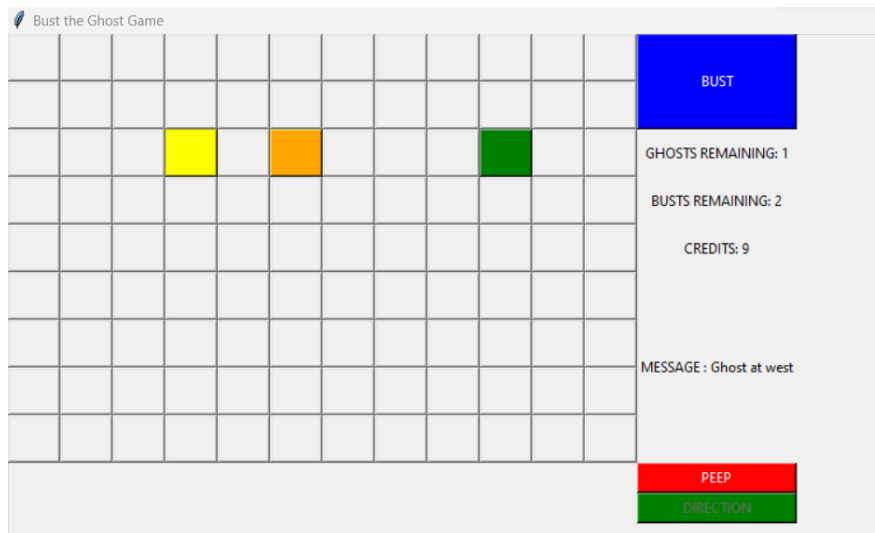 Bust the Ghost Game
BUST
GHOSTS REMAINING: 1
BUSTS REMAINING: 2
CREDITS: 9
MESSAGE : Ghost at west
PEEP
DIRECTION